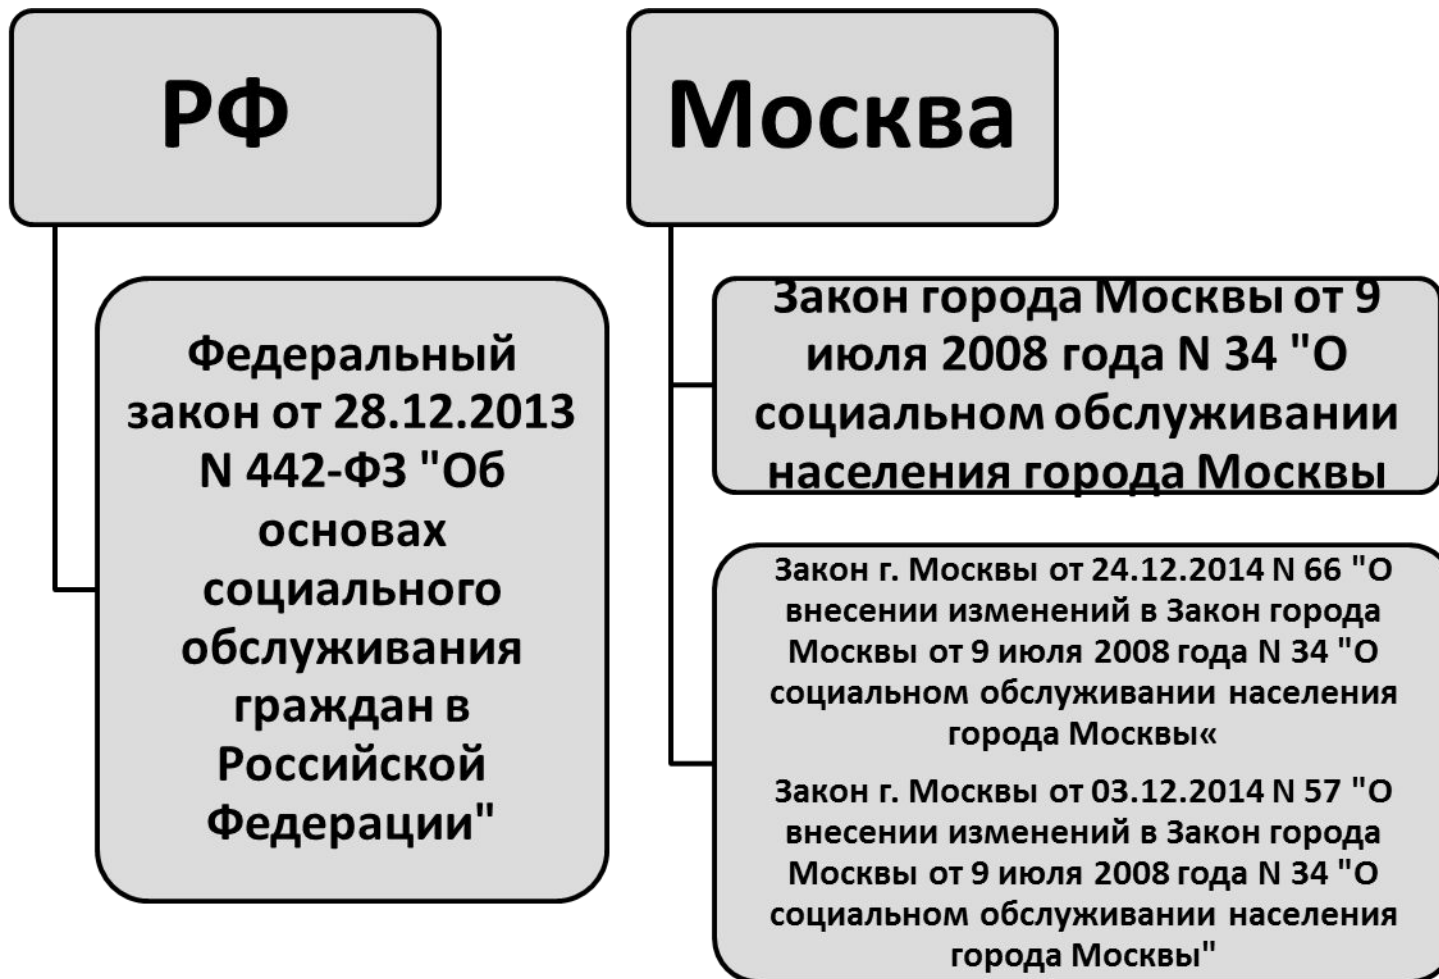 РФ
Федеральный
закон от 28.12.2013
N 442-ФЗ "Об
основах
социального
обслуживания
граждан в
Российской
Федерации"
Москва
Закон города Москвы от 9
июля 2008 года N 34 "О
социальном обслуживании
населения города Москвы
Закон г. Москвы от 24.12.2014 N 66 "О
внесении изменений в Закон города
Москвы от 9 июля 2008 года N 34 "О
социальном обслуживании населения
города Москвы«
Закон г. Москвы от 03.12.2014 N 57 "О
внесении изменений в Закон города
Москвы от 9 июля 2008 года N 34 "О
социальном обслуживании населения
города Москвы"